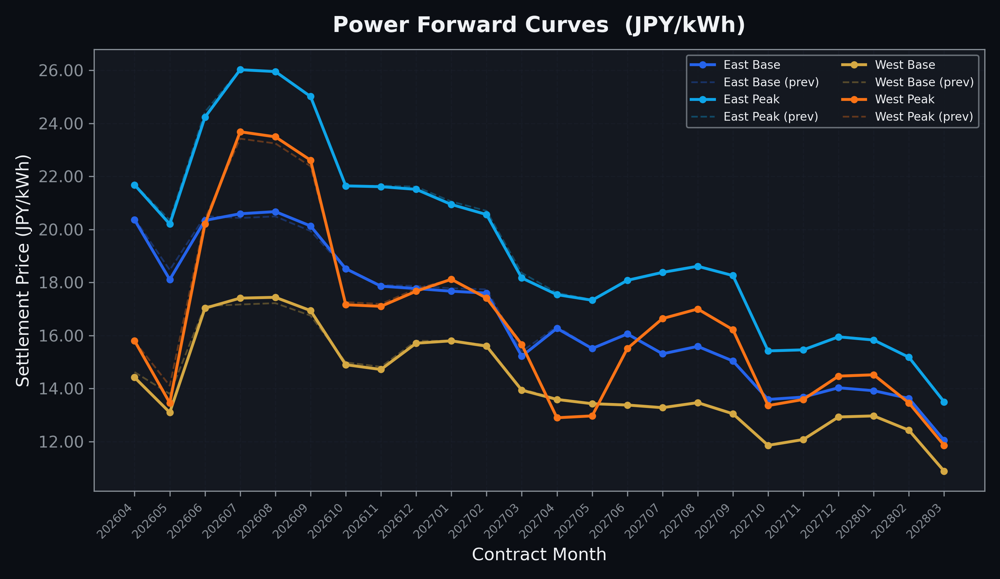 Power Forward Curves  (JPY/kWh)
East Base
East Base (prev)
East Peak
East Peak (prev)
West Base
West Base (prev)
West Peak
West Peak (prev)
Settlement Price (JPY/kWh)
26.00
24.00
22.00
20.00
18.00
16.00
14.00
12.00
202604
202605
202606
202607
202608
202609
202610
202611
202612
202701
202702
202703
202704
202705
202706
202707
202708
202709
202710
202711
202712
202801
202802
202803
Contract Month